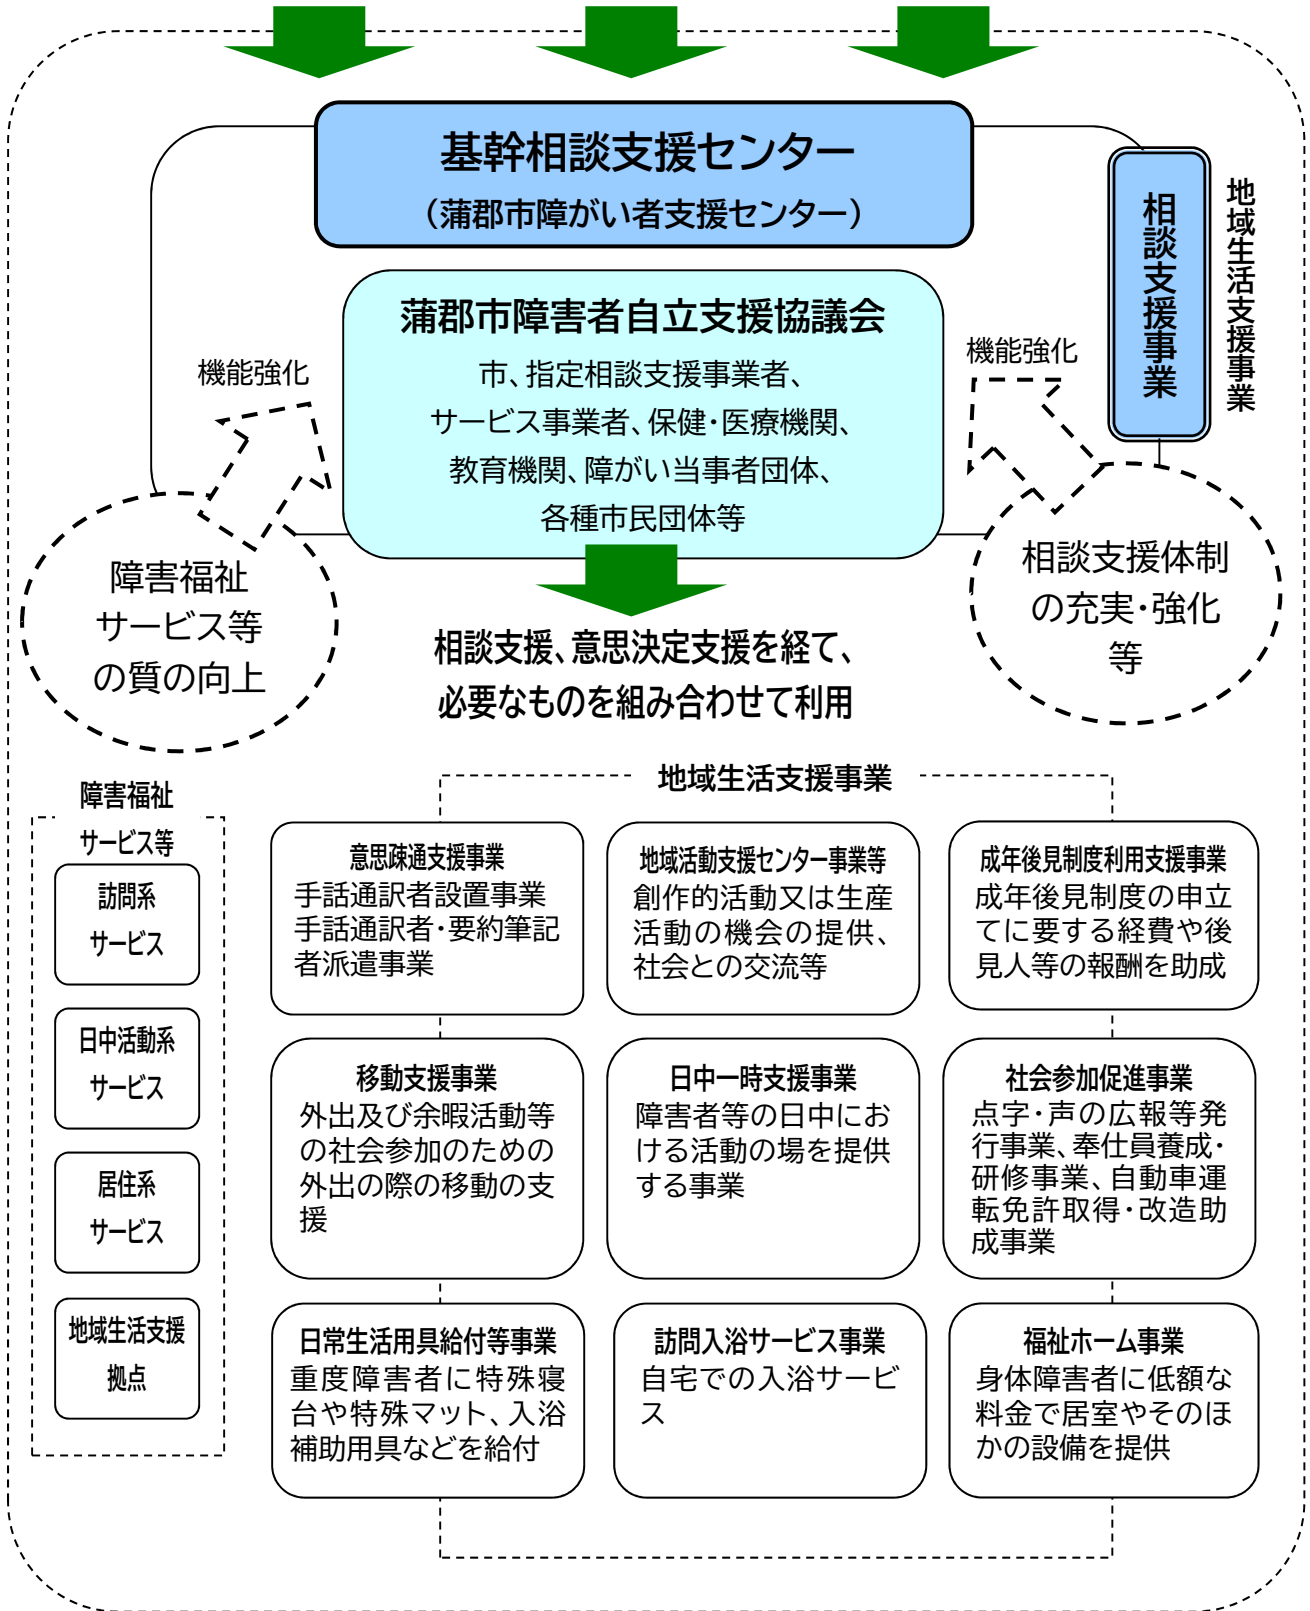 基幹相談支援センター
（蒲郡市障がい者支援センター）
相談支援事業
地域生活支援事業
蒲郡市障害者自立支援協議会
市、指定相談支援事業者、
サービス事業者、保健・医療機関、
教育機関、障がい当事者団体、
各種市民団体等
機能強化
機能強化
障害福祉
サービス等
の質の向上
相談支援体制
の充実・強化
等
相談支援、意思決定支援を経て、
必要なものを組み合わせて利用
障害福祉
サービス等
訪問系
サービス
日中活動系
サービス
居住系
サービス
地域生活支援
拠点
地域生活支援事業
意思疎通支援事業
手話通訳者設置事業
手話通訳者・要約筆記
者派遣事業
地域活動支援センター事業等
創作的活動又は生産
活動の機会の提供、
社会との交流等
成年後見制度利用支援事業
成年後見制度の申立
てに要する経費や後
見人等の報酬を助成
移動支援事業
外出及び余暇活動等
の社会参加のための
外出の際の移動の支
援
日中一時支援事業
障害者等の日中にお
ける活動の場を提供
する事業
社会参加促進事業
点字・声の広報等発
行事業、奉仕員養成・
研修事業、自動車運
転免許取得・改造助
成事業
日常生活用具給付等事業
重度障害者に特殊寝
台や特殊マット、入浴
補助用具などを給付
訪問入浴サービス事業
自宅での入浴サービ
ス
福祉ホーム事業
身体障害者に低額な
料金で居室やそのほ
かの設備を提供